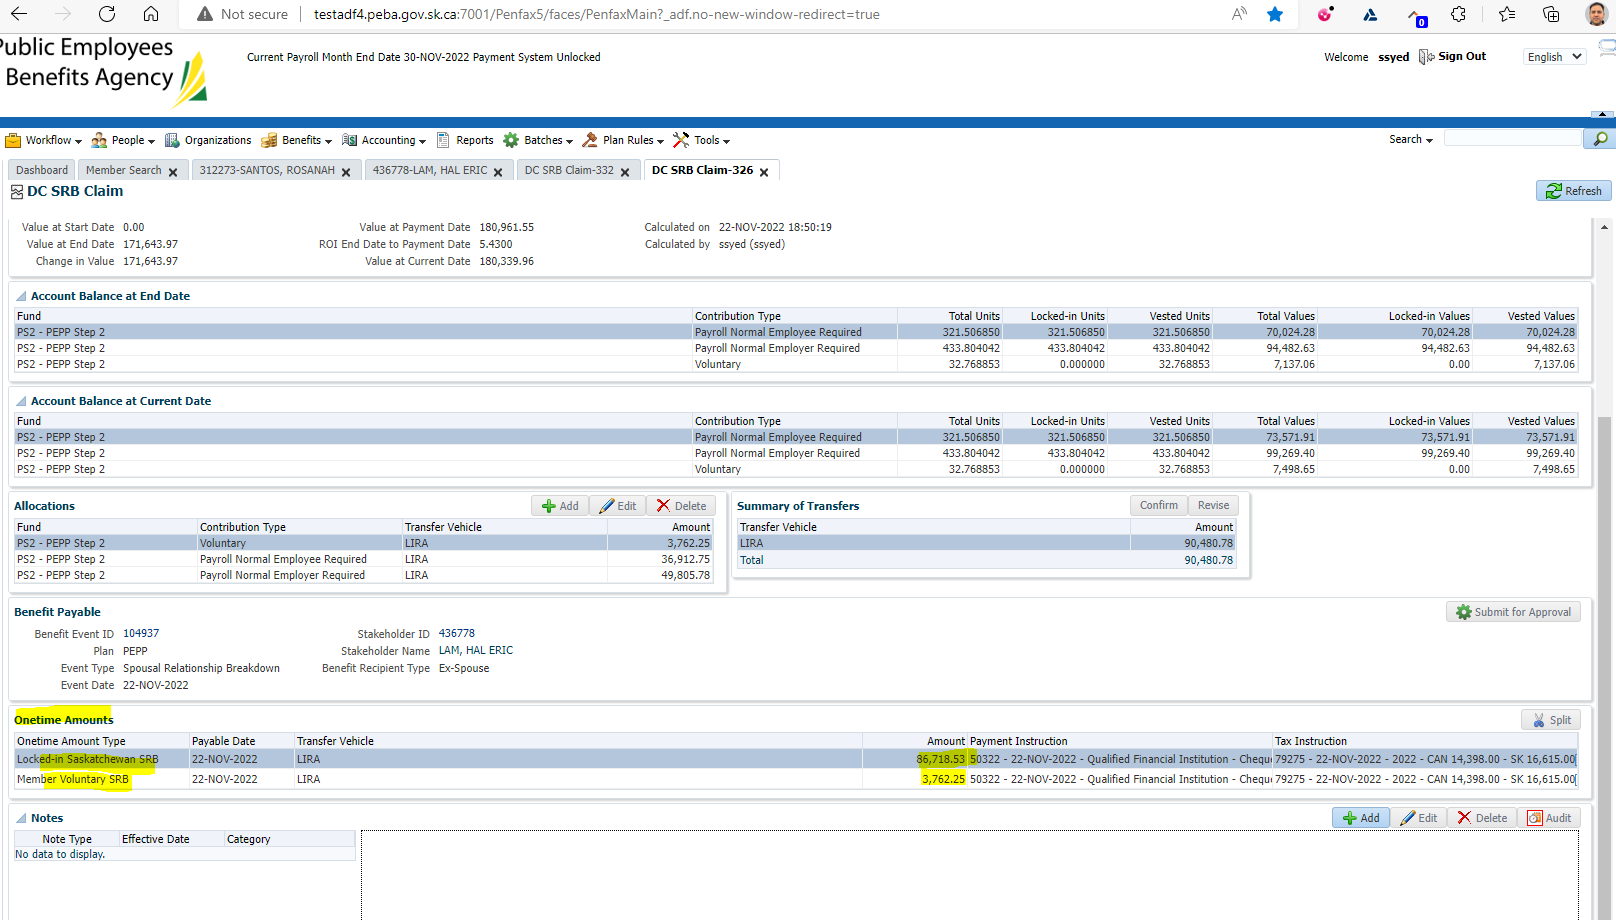 Not secure testadf4.peba.gov.sk.ca:7001/Penfax5/faces/PenfaxMain?_adf.no-new-window-redirect=true
0
Public Employees
Benefits Agency
Current Payroll Month End Date 30-NOV-2022 Payment System Unlocked
Welcome ssyed Sign Out English
Workflow People Organizations Benefits Accounting Reports Batches Plan Rules Tools Search
Dashboard Member Search 312273-SANTOS, ROSANAH 436778-LAM, HAL ERIC DC SRB Claim-332 DC SRB Claim-326
DC SRB Claim Refresh
Value at Start Date 0.00 Value at Payment Date 180,961.55 Calculated on 22-NOV-2022 18:50:19
Value at End Date 171,643.97 ROI End Date to Payment Date 5.4300 Calculated by ssyed (ssyed)
Change in Value 171,643.97 Value at Current Date 180,339.96
Account Balance at End Date
Fund Contribution Type Total Units Locked-in Units Vested Units Total Values Locked-in Values Vested Values
PS2 - PEPP Step 2 Payroll Normal Employee Required 321.506850 321.506850 321.506850 70,024.28 70,024.28 70,024.28
PS2 - PEPP Step 2 Payroll Normal Employer Required 433.804042 433.804042 433.804042 94,482.63 94,482.63 94,482.63
PS2 - PEPP Step 2 Voluntary 32.768853 0.000000 32.768853 7,137.06 0.00 7,137.06
Account Balance at Current Date
Fund Contribution Type Total Units Locked-in Units Vested Units Total Values Locked-in Values Vested Values
PS2 - PEPP Step 2 Payroll Normal Employee Required 321.506850 321.506850 321.506850 73,571.91 73,571.91 73,571.91
PS2 - PEPP Step 2 Payroll Normal Employer Required 433.804042 433.804042 433.804042 99,269.40 99,269.40 99,269.40
PS2 - PEPP Step 2 Voluntary 32.768853 0.000000 32.768853 7,498.65 0.00 7,498.65
Allocations Add Edit Delete
Fund Contribution Type Transfer Vehicle Amount
PS2 - PEPP Step 2 Voluntary LIRA 3,762.25
PS2 - PEPP Step 2 Payroll Normal Employee Required LIRA 36,912.75
PS2 - PEPP Step 2 Payroll Normal Employer Required LIRA 49,805.78
Summary of Transfers Confirm Revise
Transfer Vehicle Amount
LIRA 90,480.78
Total 90,480.78
Benefit Payable Submit for Approval
Benefit Event ID 104937 Stakeholder ID 436778
Plan PEPP Stakeholder Name LAM, HAL ERIC
Event Type Spousal Relationship Breakdown Benefit Recipient Type Ex-Spouse
Event Date 22-NOV-2022
Onetime Amounts Split
Onetime Amount Type Payable Date Transfer Vehicle Amount Payment Instruction Tax Instruction
Locked-in Saskatchewan SRB 22-NOV-2022 LIRA 86,718.53 50322 - 22-NOV-2022 - Qualified Financial Institution - Cheque 79275 - 22-NOV-2022 - 2022 - CAN 14,398.00 - SK 16,615.00
Member Voluntary SRB 22-NOV-2022 LIRA 3,762.25 50322 - 22-NOV-2022 - Qualified Financial Institution - Cheque 79275 - 22-NOV-2022 - 2022 - CAN 14,398.00 - SK 16,615.00
Notes Add Edit Delete Audit
Note Type Effective Date Category
No data to display.